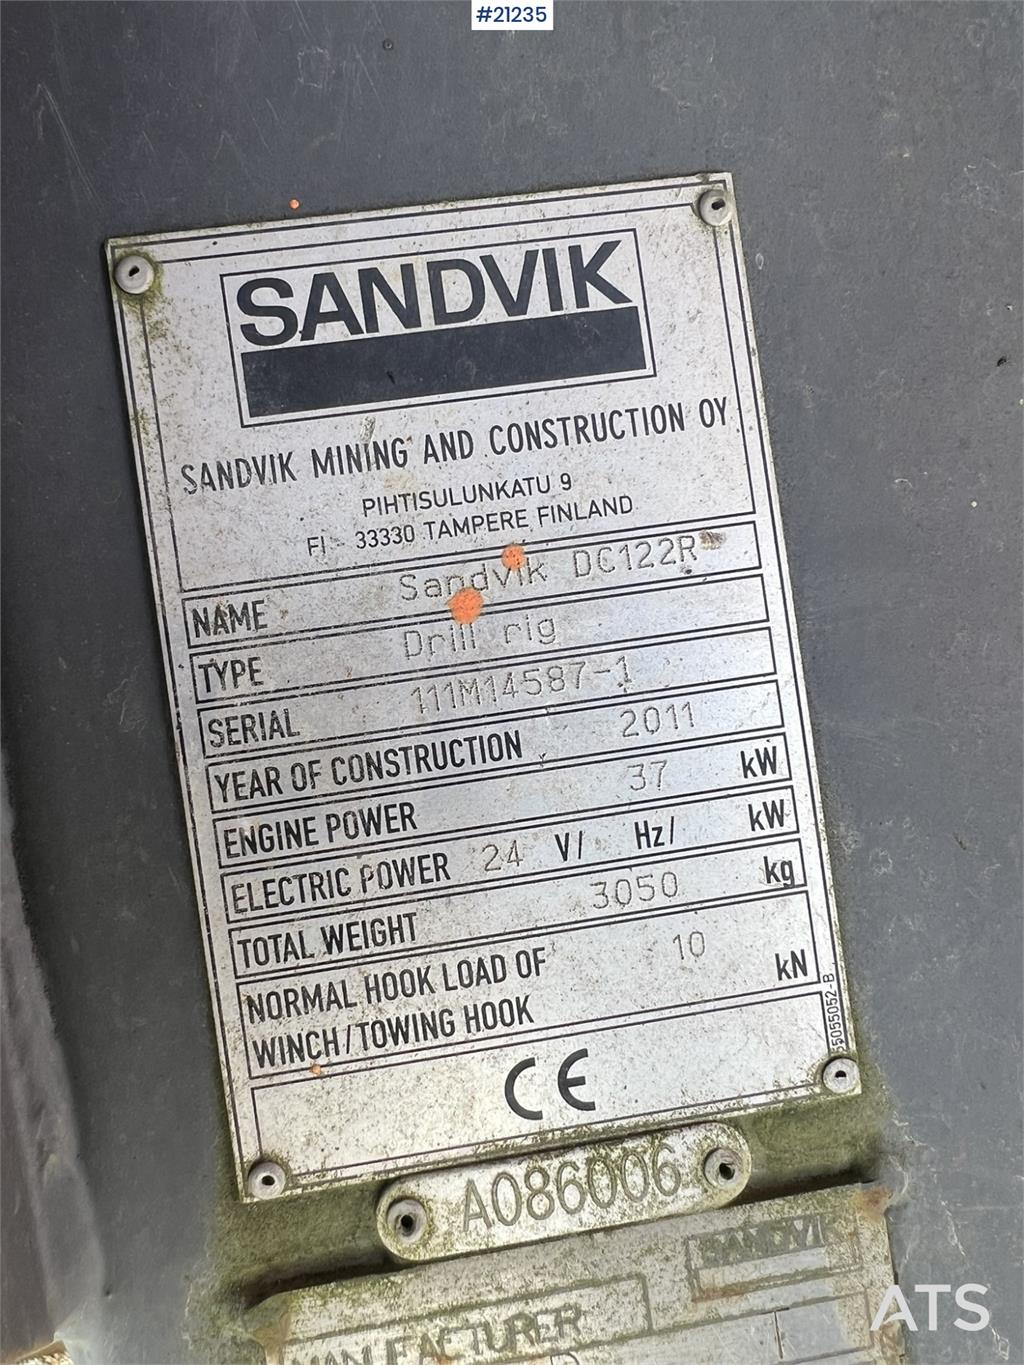 #21235
SANDVIK
SANDVIK MINING AND CONSTRUCTION OY
PIHTISULUNKATU 9
FI - 33330 TAMPERE FINLAND
NAME Sandvik DC122R
TYPE Drill rig
SERIAL 111M14587-1
YEAR OF CONSTRUCTION 2011
ENGINE POWER 37 kW
ELECTRIC POWER 24 V/ Hz/ kW
TOTAL WEIGHT 3050 kg
NORMAL HOOK LOAD OF
WINCH/TOWING HOOK 10 kN
55055052-B
CE
A086006
SANDVIK
MANUFACTURER
ATS